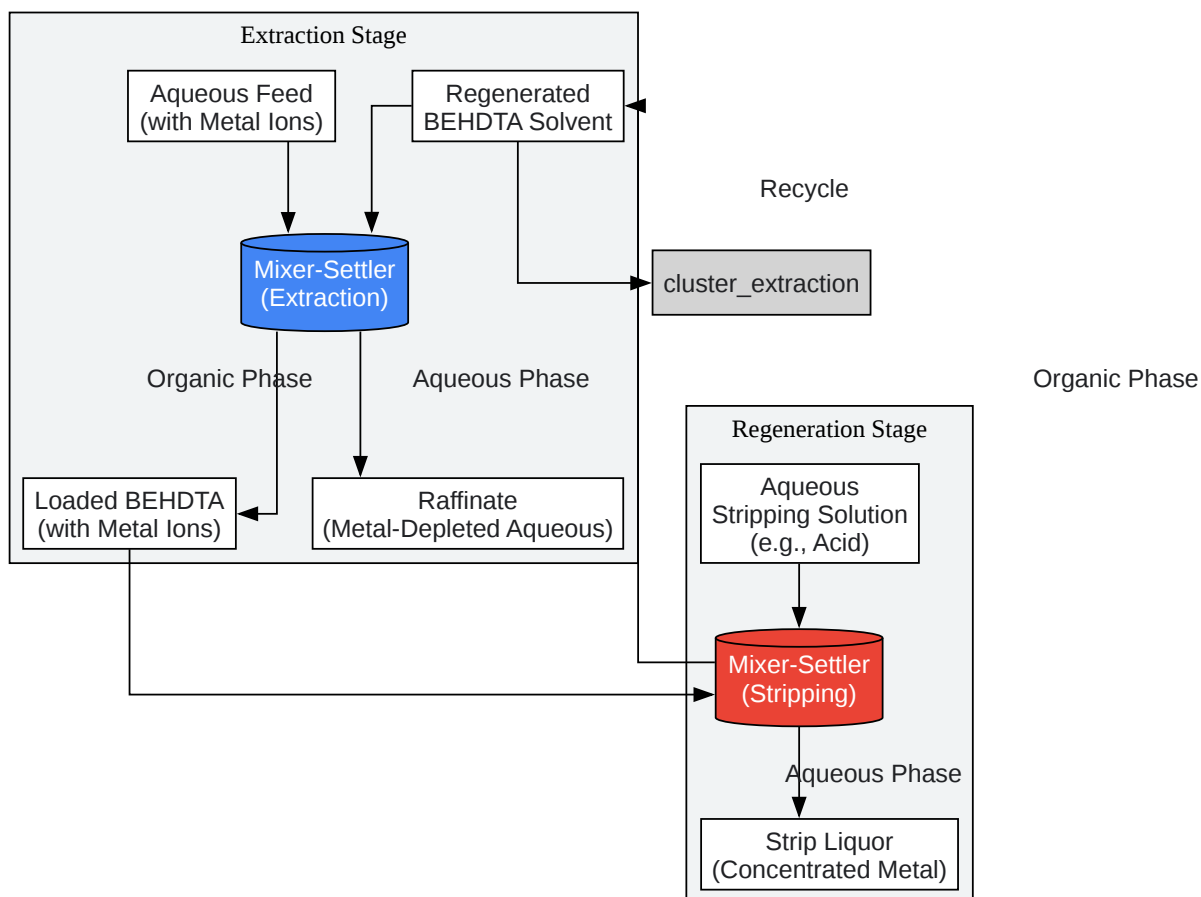 Extraction Stage
Aqueous Feed
(with Metal Ions)
Regenerated
BEHDTA Solvent
Recycle
Mixer-Settler
(Extraction)
cluster_extraction
Organic Phase
Aqueous Phase
Organic Phase
Loaded BEHDTA
(with Metal Ions)
Raffinate
(Metal-Depleted Aqueous)
Regeneration Stage
Aqueous
Stripping Solution
(e.g., Acid)
Mixer-Settler
(Stripping)
Aqueous Phase
Strip Liquor
(Concentrated Metal)